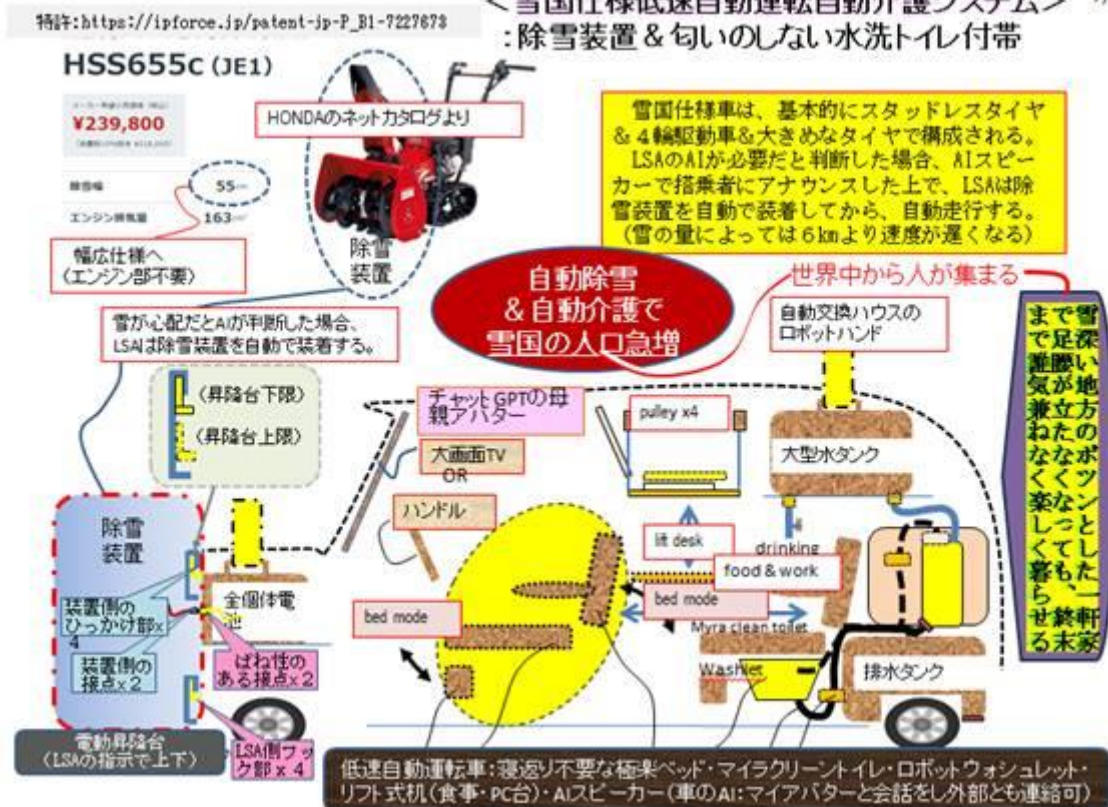 <雪国仕様低速自動運転自動介護システム>
:除雪装置&匂いのしない水洗トイレ付帯
特許:https://ipforce.jp/patent-jp-P_B1-7227673
HSS655c (JE1)
¥239,800
除雪幅 55
エンジン排気量 163
HONDAのネットカタログより
除雪
装置
幅広仕様へ
(エンジン部不要)
雪国仕様車は、基本的にスタッドレスタイヤ
&4輪駆動車&大きめなタイヤで構成される。
LSAのAIが必要だと判断した場合、AIスピー
カーで搭乗者にアナウンスした上で、LSAは除
雪装置を自動で装着してから、自動走行する。
(雪の量によっては6kmより速度が遅くなる)
自動除雪
&自動介護で
雪国の人口急増
世界中から人が集まる
雪深い地方のポツンとした一軒家
で足腰が立たなくなっても、終末
まで誰気兼ねなく楽しく暮らせる
雪が心配だとAIが判断した場合、
LSAは除雪装置を自動で装着する。
(昇降台下限)
(昇降台上限)
自動交換ハウスの
ロボットハンド
チャットGPTの母
親アバター
大画面TV
OR
ハンドル
pulley x4
大型水タンク
lit desk
drinking
food & work
bed mode
bed mode
Myra clean toilet
Washlet
排水タンク
除雪
装置
全個体電
池
装置側の
ひっかけ部x
4
装置側の
接点x2
ばね性の
ある接点x2
電動昇降台
(LSAの指示で上下)
LSA側フッ
ク部 x 4
低速自動運転車:寝返り不要な極楽ベッド・マイラクリーントイレ・ロボットウォシュレット・
リフト式机(食事・PC台)・AIスピーカー(車のAI:マイアバターと会話をし外部とも連絡可)